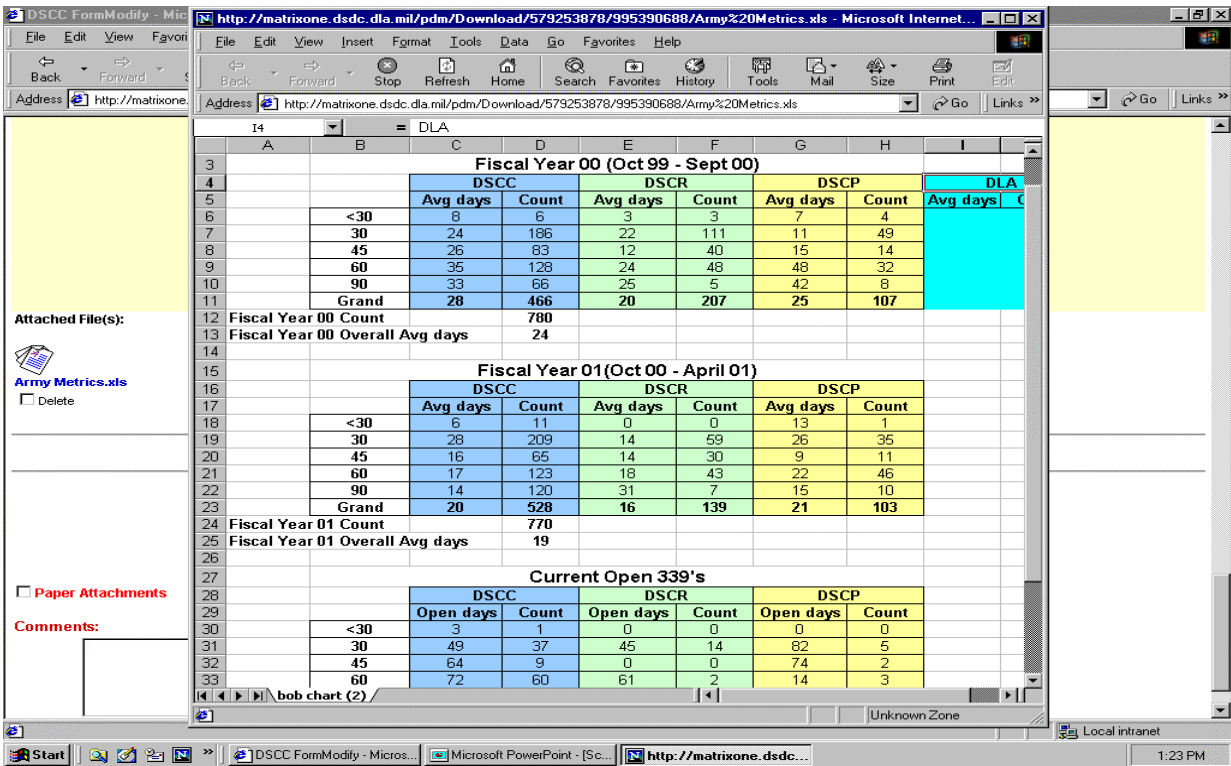 DSCC FormModify - Mic
File Edit View Favori
Back Forward
Address http://matrixone.
http://matrixone.dsdc.dla.mil/pdm/Download/579253878/995390688/Army%20Metrics.xls - Microsoft Internet...
File Edit View Insert Format Tools Data Go Favorites Help
Back Forward Stop Refresh Home Search Favorites History Tools Mail Size Print Edit
Address http://matrixone.dsdc.dla.mil/pdm/Download/579253878/995390688/Army%20Metrics.xls Go Links »
Go Links »
I4 = DLA
A B C D E F G H I
3 Fiscal Year 00 (Oct 99 - Sept 00)
4 DSCC DSCR DSCP DLA
5 Avg days Count Avg days Count Avg days Count Avg days
6 <30 8 6 3 3 7 4
7 30 24 186 22 111 11 49
8 45 26 83 12 40 15 14
9 60 35 128 24 48 48 32
10 90 33 66 25 5 42 8
11 Grand 28 466 20 207 25 107
12 Fiscal Year 00 Count 780
13 Fiscal Year 00 Overall Avg days 24
14
15 Fiscal Year 01(Oct 00 - April 01)
16 DSCC DSCR DSCP
17 Avg days Count Avg days Count Avg days Count
18 <30 6 11 0 0 13 1
19 30 28 209 14 59 26 35
20 45 16 65 14 30 9 11
21 60 17 123 18 43 22 46
22 90 14 120 31 7 15 10
23 Grand 20 528 16 139 21 103
24 Fiscal Year 01 Count 770
25 Fiscal Year 01 Overall Avg days 19
26
27 Current Open 339's
28 DSCC DSCR DSCP
29 Open days Count Open days Count Open days Count
30 <30 3 1 0 0 0 0
31 30 49 37 45 14 82 5
32 45 64 9 0 0 74 2
33 60 72 60 61 2 14 3
bob chart (2)
Unknown Zone
Attached File(s):
Army Metrics.xls
Delete
Paper Attachments
Comments:
Local intranet
Start » DSCC FormModify - Micros... Microsoft PowerPoint - [Sc... http://matrixone.dsdc... 1:23 PM